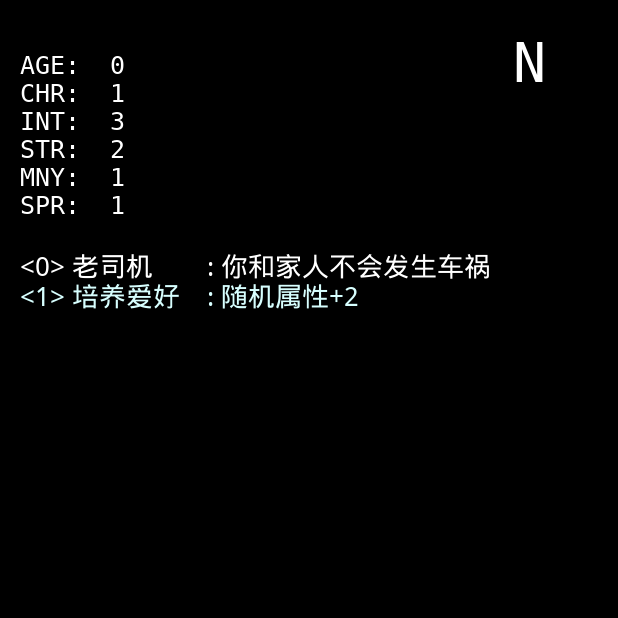 N
AGE: 0
CHR: 1
INT: 3
STR: 2
MNY: 1
SPR: 1
<0> 老司机 : 你和家人不会发生车祸
<1> 培养爱好 : 随机属性+2